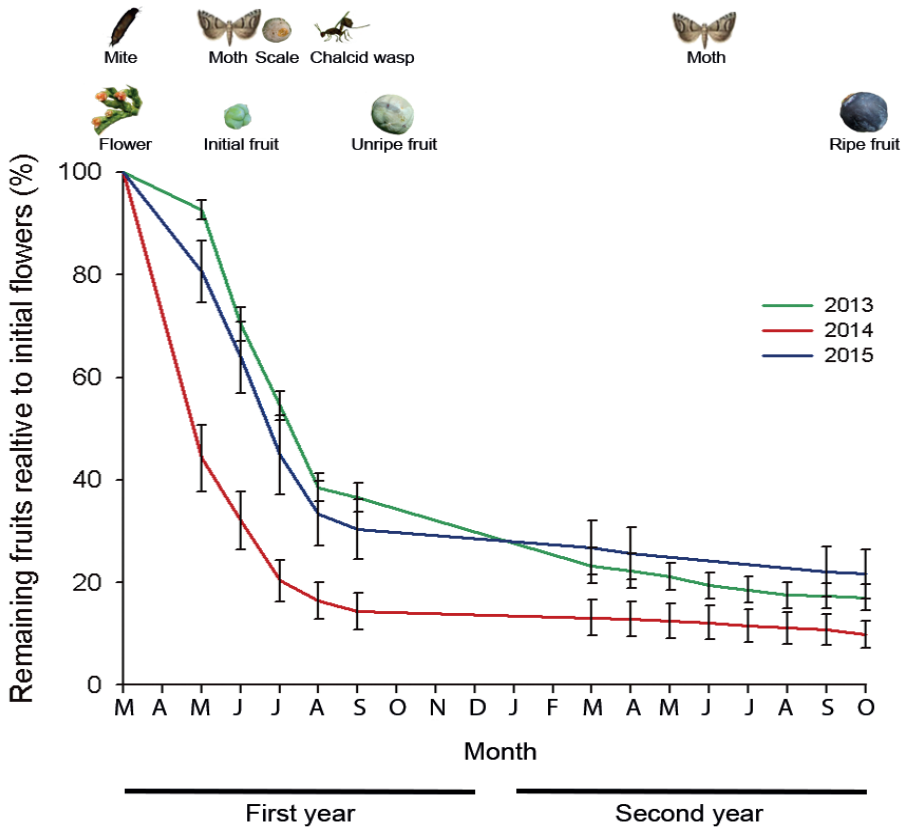 Mite Moth Scale Chalcid wasp Moth
Flower Initial fruit Unripe fruit Ripe fruit
Remaining fruits realtive to initial flowers (%)
100
80
60
40
20
0
2013
2014
2015
M A M J J A S O N D J F M A M J J A S O
Month
First year Second year